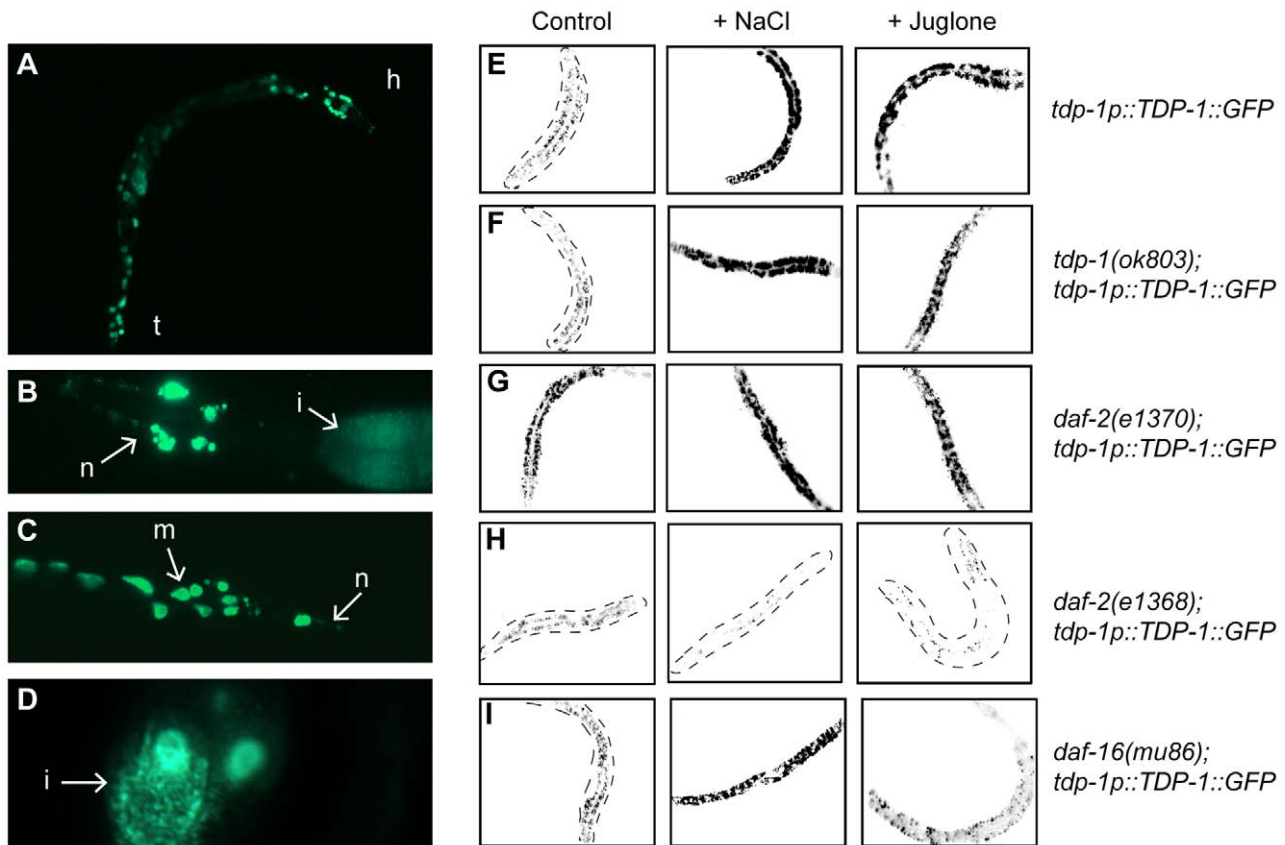 Control + NaCl + Juglone
A
h
t
B
i
n
C
m
n
D
i
E
tdp-1p::TDP-1::GFP
F
tdp-1(ok803);
tdp-1p::TDP-1::GFP
G
daf-2(e1370);
tdp-1p::TDP-1::GFP
H
daf-2(e1368);
tdp-1p::TDP-1::GFP
I
daf-16(mu86);
tdp-1p::TDP-1::GFP